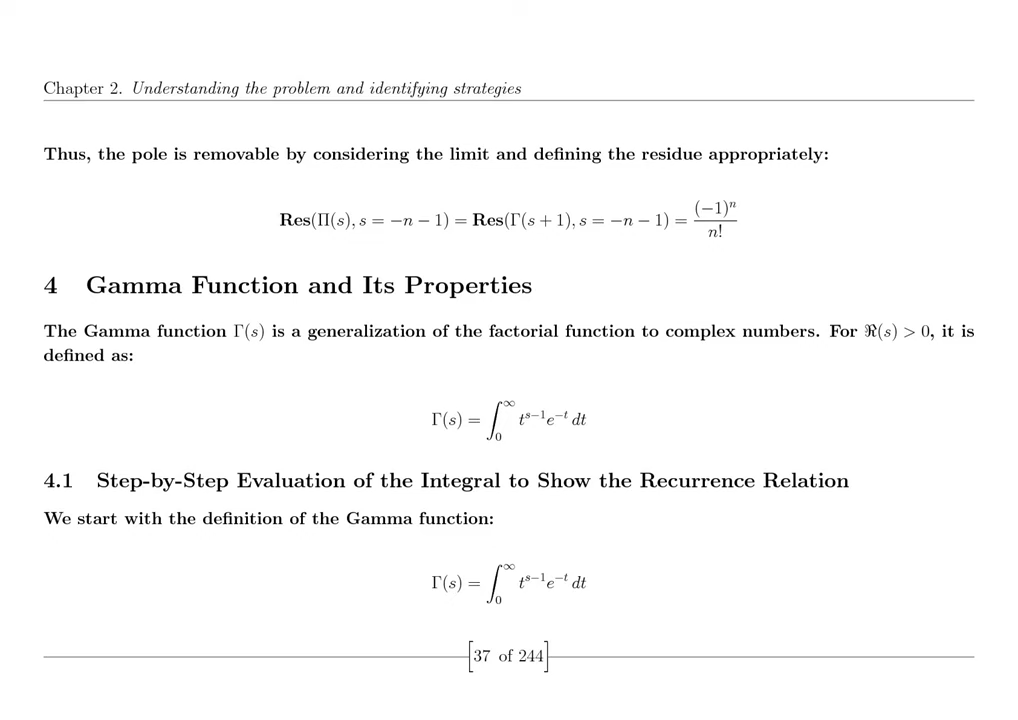 Chapter 2. Understanding the problem and identifying strategies
Thus, the pole is removable by considering the limit and defining the residue appropriately:
Res(Π(s), s = −n − 1) = Res(Γ(s + 1), s = −n − 1) = (−1)^n / n!
4 Gamma Function and Its Properties
The Gamma function Γ(s) is a generalization of the factorial function to complex numbers. For ℜ(s) > 0, it is
defined as:
Γ(s) = ∫_0^∞ t^{s−1} e^{−t} dt
4.1 Step-by-Step Evaluation of the Integral to Show the Recurrence Relation
We start with the definition of the Gamma function:
Γ(s) = ∫_0^∞ t^{s−1} e^{−t} dt
[37 of 244]